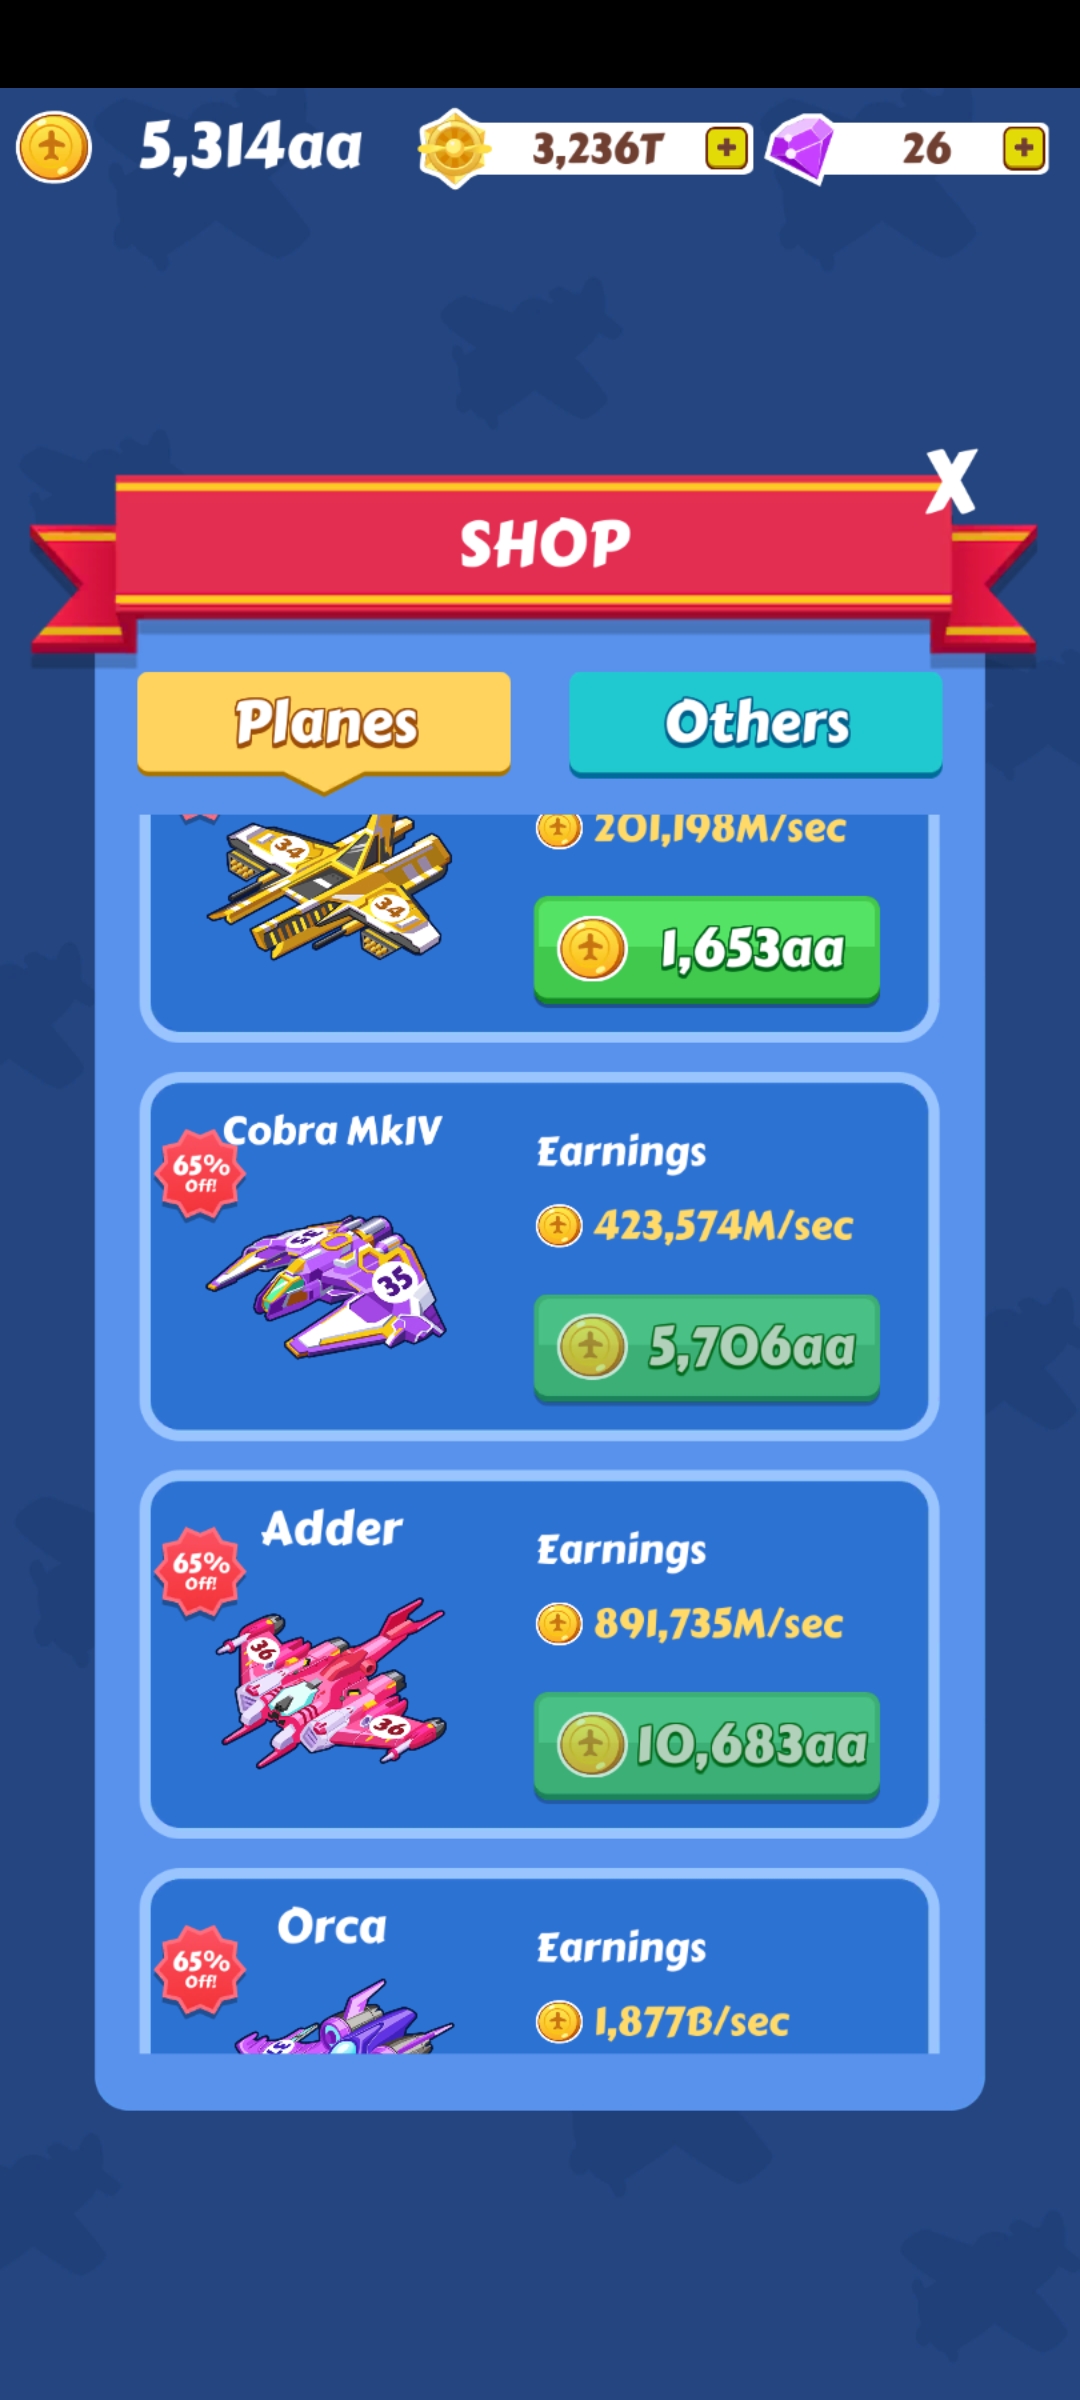 5,314aa
3,236T
26
X
SHOP
Planes
Others
201,198M/sec
34
34
1,653aa
Cobra MkIV
65%
Off!
Earnings
423,574M/sec
35
35
5,706aa
Adder
65%
Off!
Earnings
891,735M/sec
36
36
10,683aa
Orca
65%
Off!
Earnings
1,877B/sec